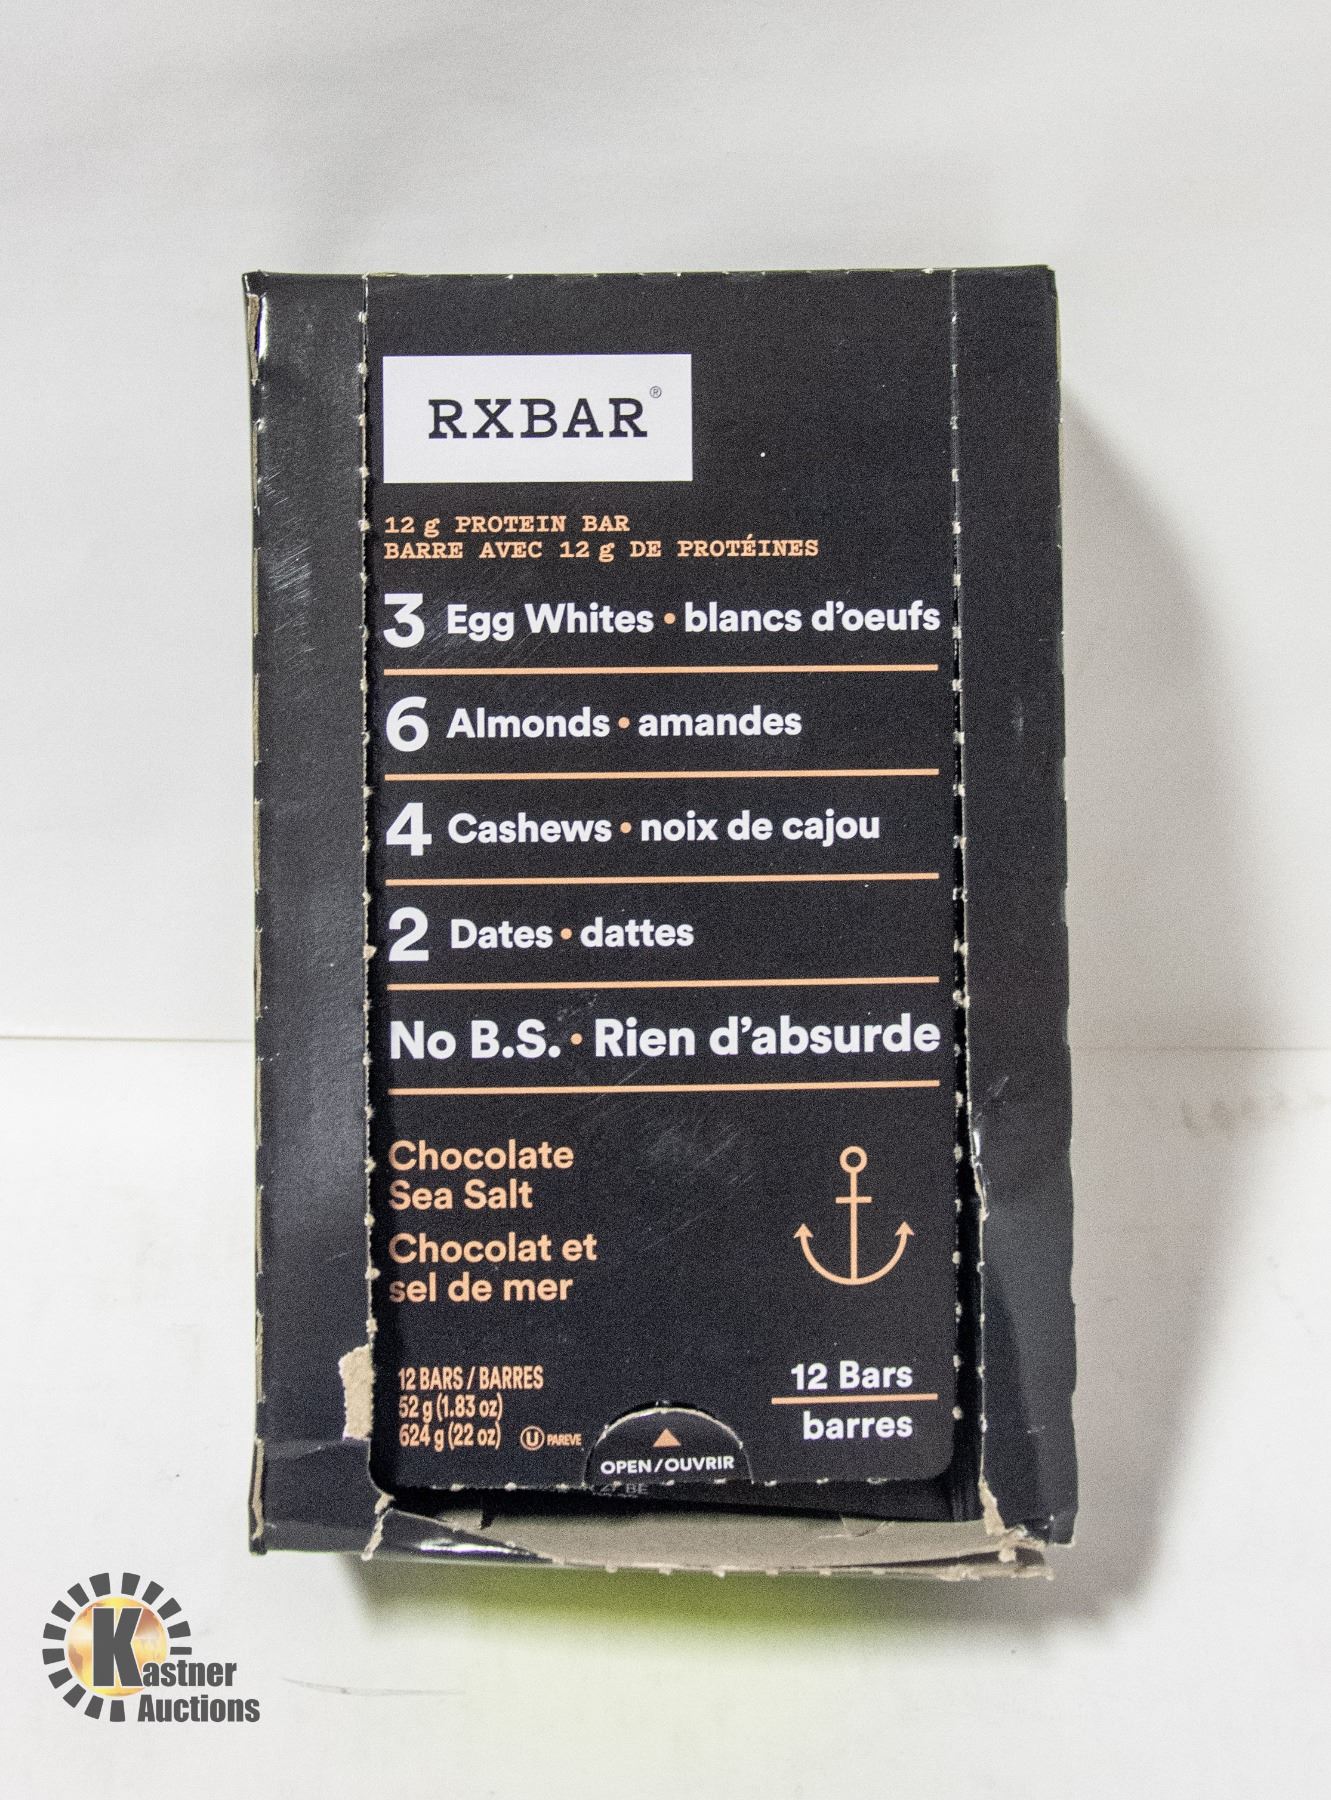 RXBAR®
12 g PROTEIN BAR
BARRE AVEC 12 g DE PROTÉINES
3 Egg Whites • blancs d'oeufs
6 Almonds • amandes
4 Cashews • noix de cajou
2 Dates • dattes
No B.S. • Rien d'absurde
Chocolate
Sea Salt
Chocolat et
sel de mer
12 BARS / BARRES
52 g (1.83 oz)
624 g (22 oz)
U PAREVE
OPEN/OUVRIR
12 Bars
barres
Kastner
Auctions